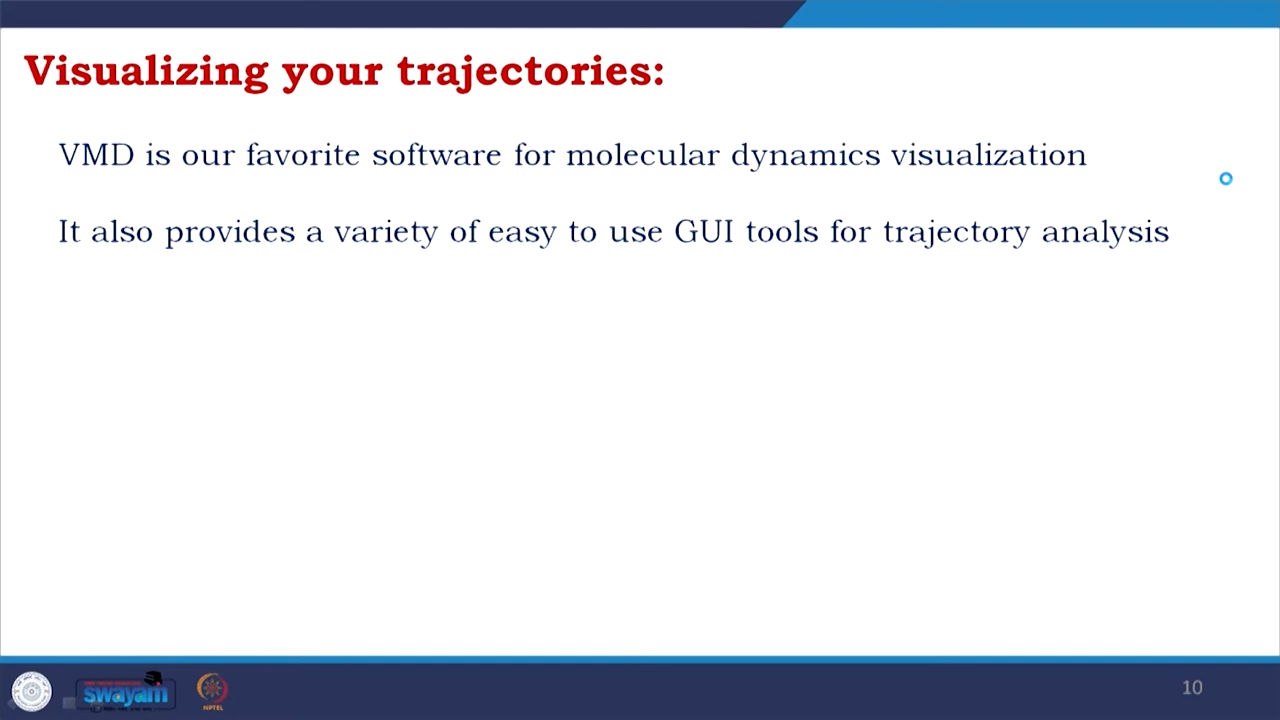 Visualizing your trajectories:
VMD is our favorite software for molecular dynamics visualization
It also provides a variety of easy to use GUI tools for trajectory analysis
swayam
NPTEL
10